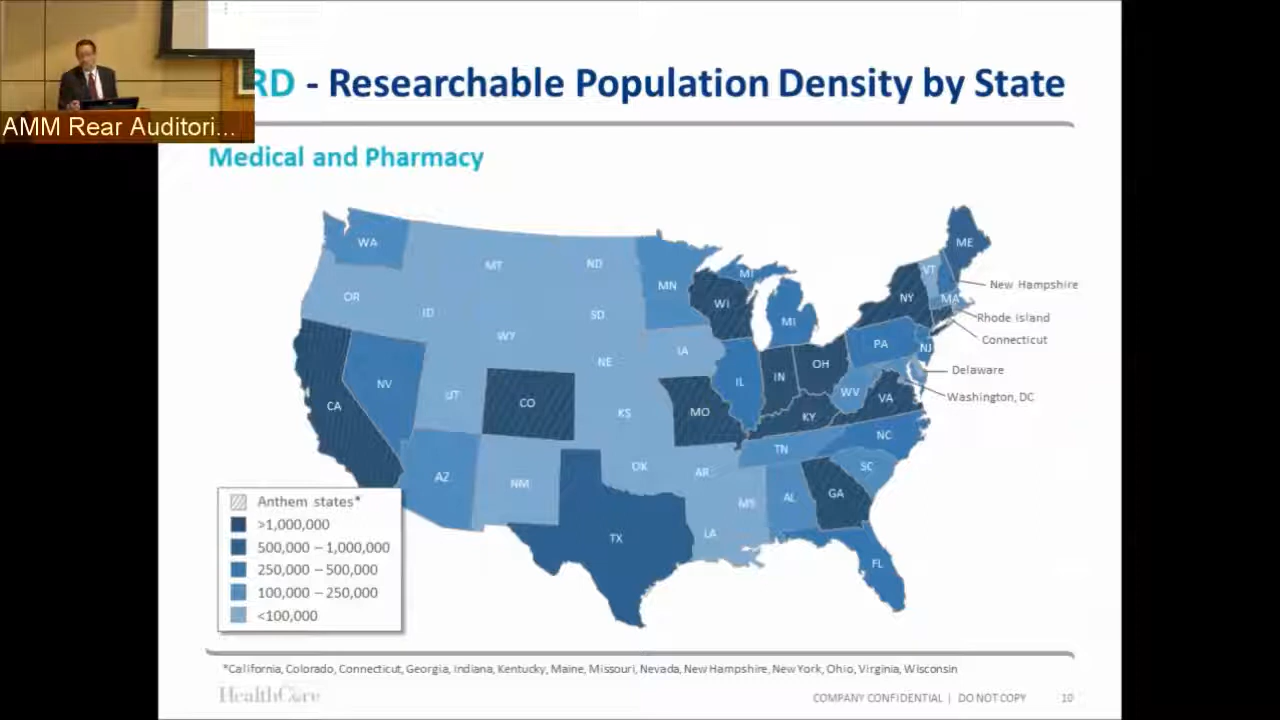 RD - Researchable Population Density by State
AMM Rear Auditori...
Medical and Pharmacy
WA
MT
ND
MN
MI
ME
VT
New Hampshire
OR
ID
SD
WI
MI
NY
MA
Rhode Island
WY
Connecticut
NE
IA
PA
NJ
NV
UT
CO
KS
IL
IN
OH
WV
VA
Delaware
Washington, DC
CA
MO
KY
NC
AZ
NM
OK
AR
TN
SC
MS
AL
GA
TX
LA
FL
Anthem states*
>1,000,000
500,000 – 1,000,000
250,000 – 500,000
100,000 – 250,000
<100,000
*California, Colorado, Connecticut, Georgia, Indiana, Kentucky, Maine, Missouri, Nevada, New Hampshire, New York, Ohio, Virginia, Wisconsin
HealthCore
COMPANY CONFIDENTIAL | DO NOT COPY
10